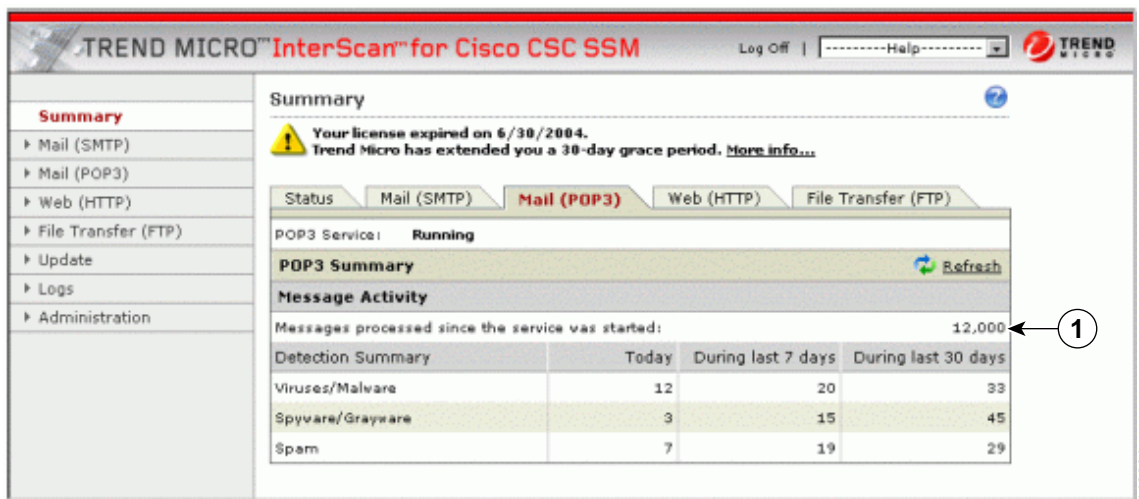 TREND MICRO™ InterScan™ for Cisco CSC SSM
Log Off | ---------Help---------
TREND MICRO
Summary
Mail (SMTP)
Mail (POP3)
Web (HTTP)
File Transfer (FTP)
Update
Logs
Administration
Summary
Your license expired on 6/30/2004.
Trend Micro has extended you a 30-day grace period. More info...
Status Mail (SMTP) Mail (POP3) Web (HTTP) File Transfer (FTP)
POP3 Service: Running
POP3 Summary Refresh
Message Activity
Messages processed since the service was started: 12,000 1
Detection Summary Today During last 7 days During last 30 days
Viruses/Malware 12 20 33
Spyware/Grayware 3 15 45
Spam 7 19 29